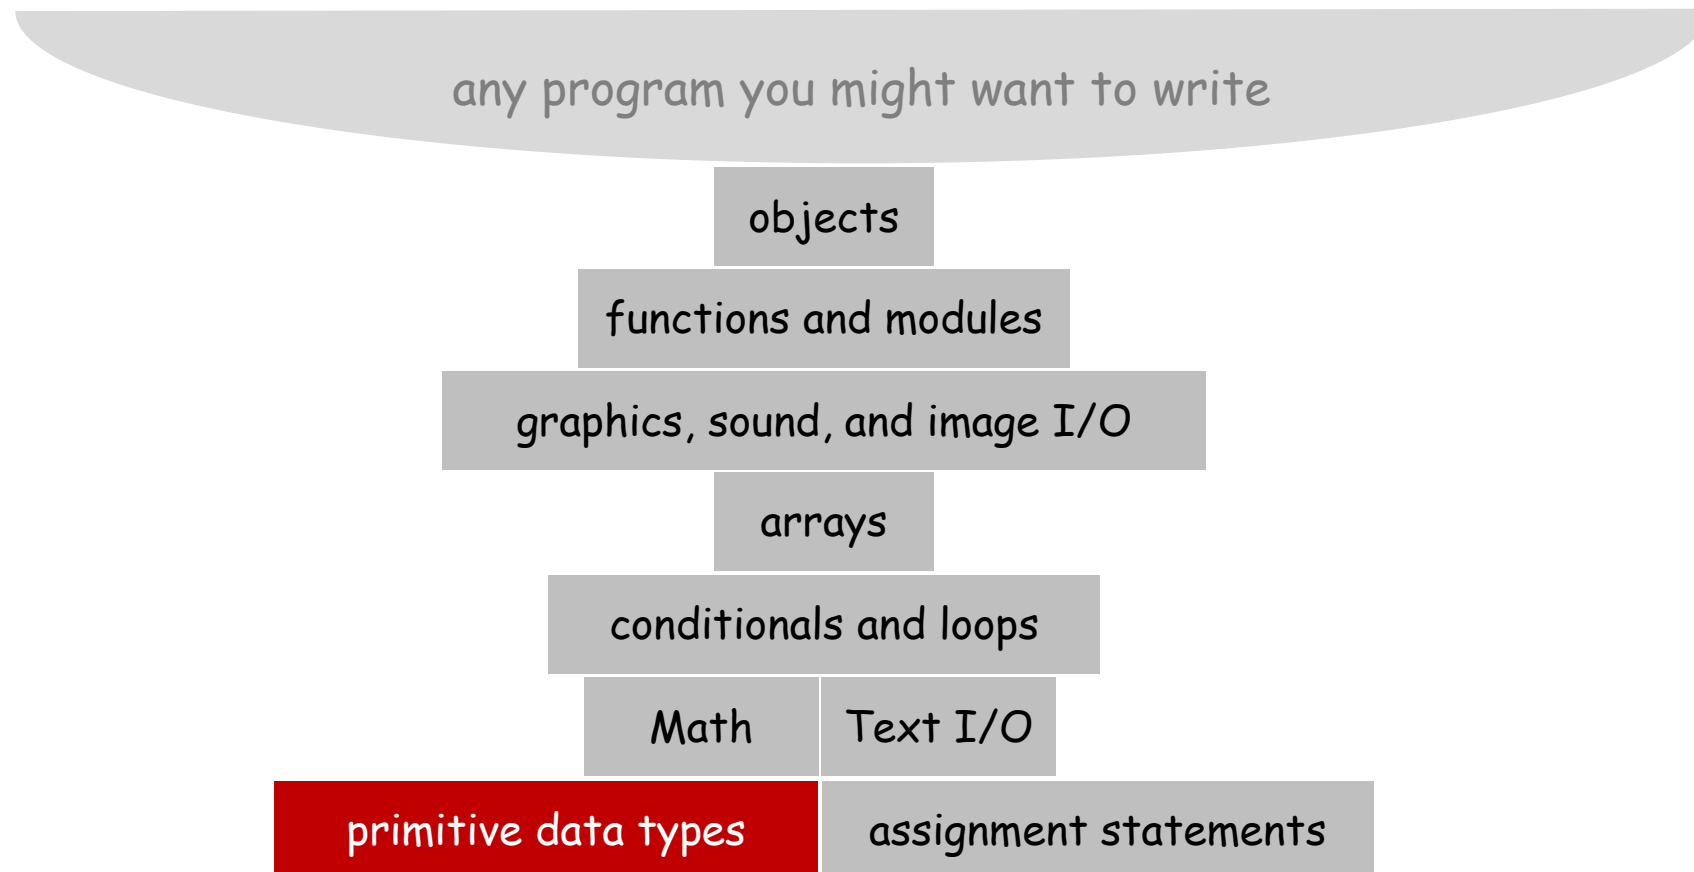 any program you might want to write
objects
functions and modules
graphics, sound, and image I/O
arrays
conditionals and loops
Math
Text I/O
primitive data types
assignment statements